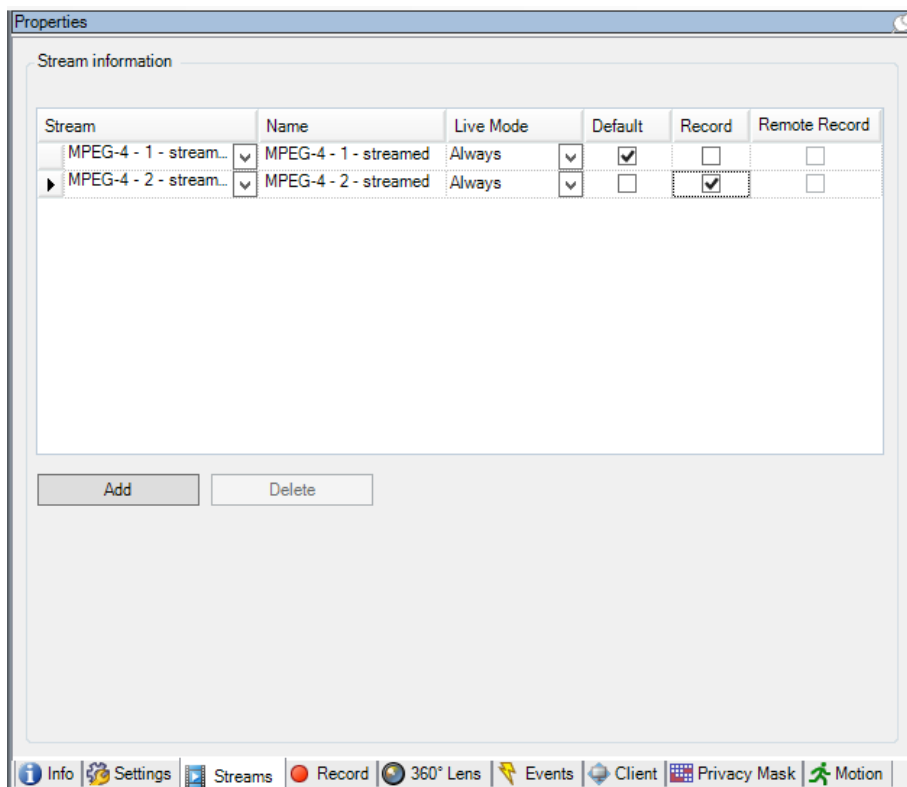 Properties
Stream information
Stream Name Live Mode Default Record Remote Record
MPEG-4 - 1 - stream... MPEG-4 - 1 - streamed Always
MPEG-4 - 2 - stream... MPEG-4 - 2 - streamed Always
Add Delete
Info Settings Streams Record 360° Lens Events Client Privacy Mask Motion